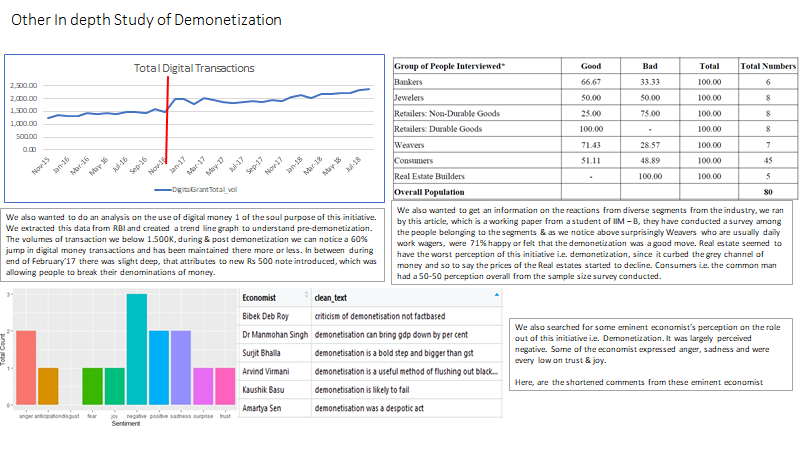 Other In depth Study of Demonetization
Total Digital Transactions
2,500.00
2,000.00
1,500.00
1,000.00
500.00
0.00
Nov-15
Jan-16
Mar-16
May-16
Jul-16
Sep-16
Nov-16
Jan-17
Mar-17
May-17
Jul-17
Sep-17
Nov-17
Jan-18
Mar-18
May-18
Jul-18
DigitalGrantTotal_vol
Group of People Interviewed* Good Bad Total Total Numbers
Bankers 66.67 33.33 100.00 6
Jewelers 50.00 50.00 100.00 8
Retailers: Non-Durable Goods 25.00 75.00 100.00 8
Retailers: Durable Goods 100.00 - 100.00 8
Weavers 71.43 28.57 100.00 7
Consumers 51.11 48.89 100.00 45
Real Estate Builders - 100.00 100.00 5
Overall Population 80
We also wanted to do an analysis on the use of digital money 1 of the soul purpose of this initiative.
We extracted this data from RBI and created a trend line graph to understand pre-demonetization.
The volumes of transaction we below 1.500K, during & post demonetization we can notice a 60%
jump in digital money transactions and has been maintained there more or less. In between during
end of February'17 there was slight deep, that attributes to new Rs 500 note introduced, which was
allowing people to break their denominations of money.
We also wanted to get an information on the reactions from diverse segments from the industry, we ran
by this article, which is a working paper from a student of IIM – B, they have conducted a survey among
the people belonging to the segments & as we notice above surprisingly Weavers who are usually daily
work wagers, were 71% happy or felt that the demonetization was a good move. Real estate seemed to
have the worst perception of this initiative i.e. demonetization, since it curbed the grey channel of
money and so to say the prices of the Real estates started to decline. Consumers i.e. the common man
had a 50-50 perception overall from the sample size survey conducted.
Total Count
3
2
1
0
anger anticipation disgust fear joy negative positive sadness surprise trust
Sentiment
Economist clean_text
Bibek Deb Roy criticism of demonetisation not factbased
Dr Manmohan Singh demonetisation can bring gdp down by per cent
Surjit Bhalla demonetisation is a bold step and bigger than gst
Arvind Virmani demonetisation is a useful method of flushing out black...
Kaushik Basu demonetisation is likely to fail
Amartya Sen demonetisation was a despotic act
We also searched for some eminent economist's perception on the role
out of this initiative i.e. Demonetization. It was largely perceived
negative. Some of the economist expressed anger, sadness and were
very low on trust & joy.
Here, are the shortened comments from these eminent economist